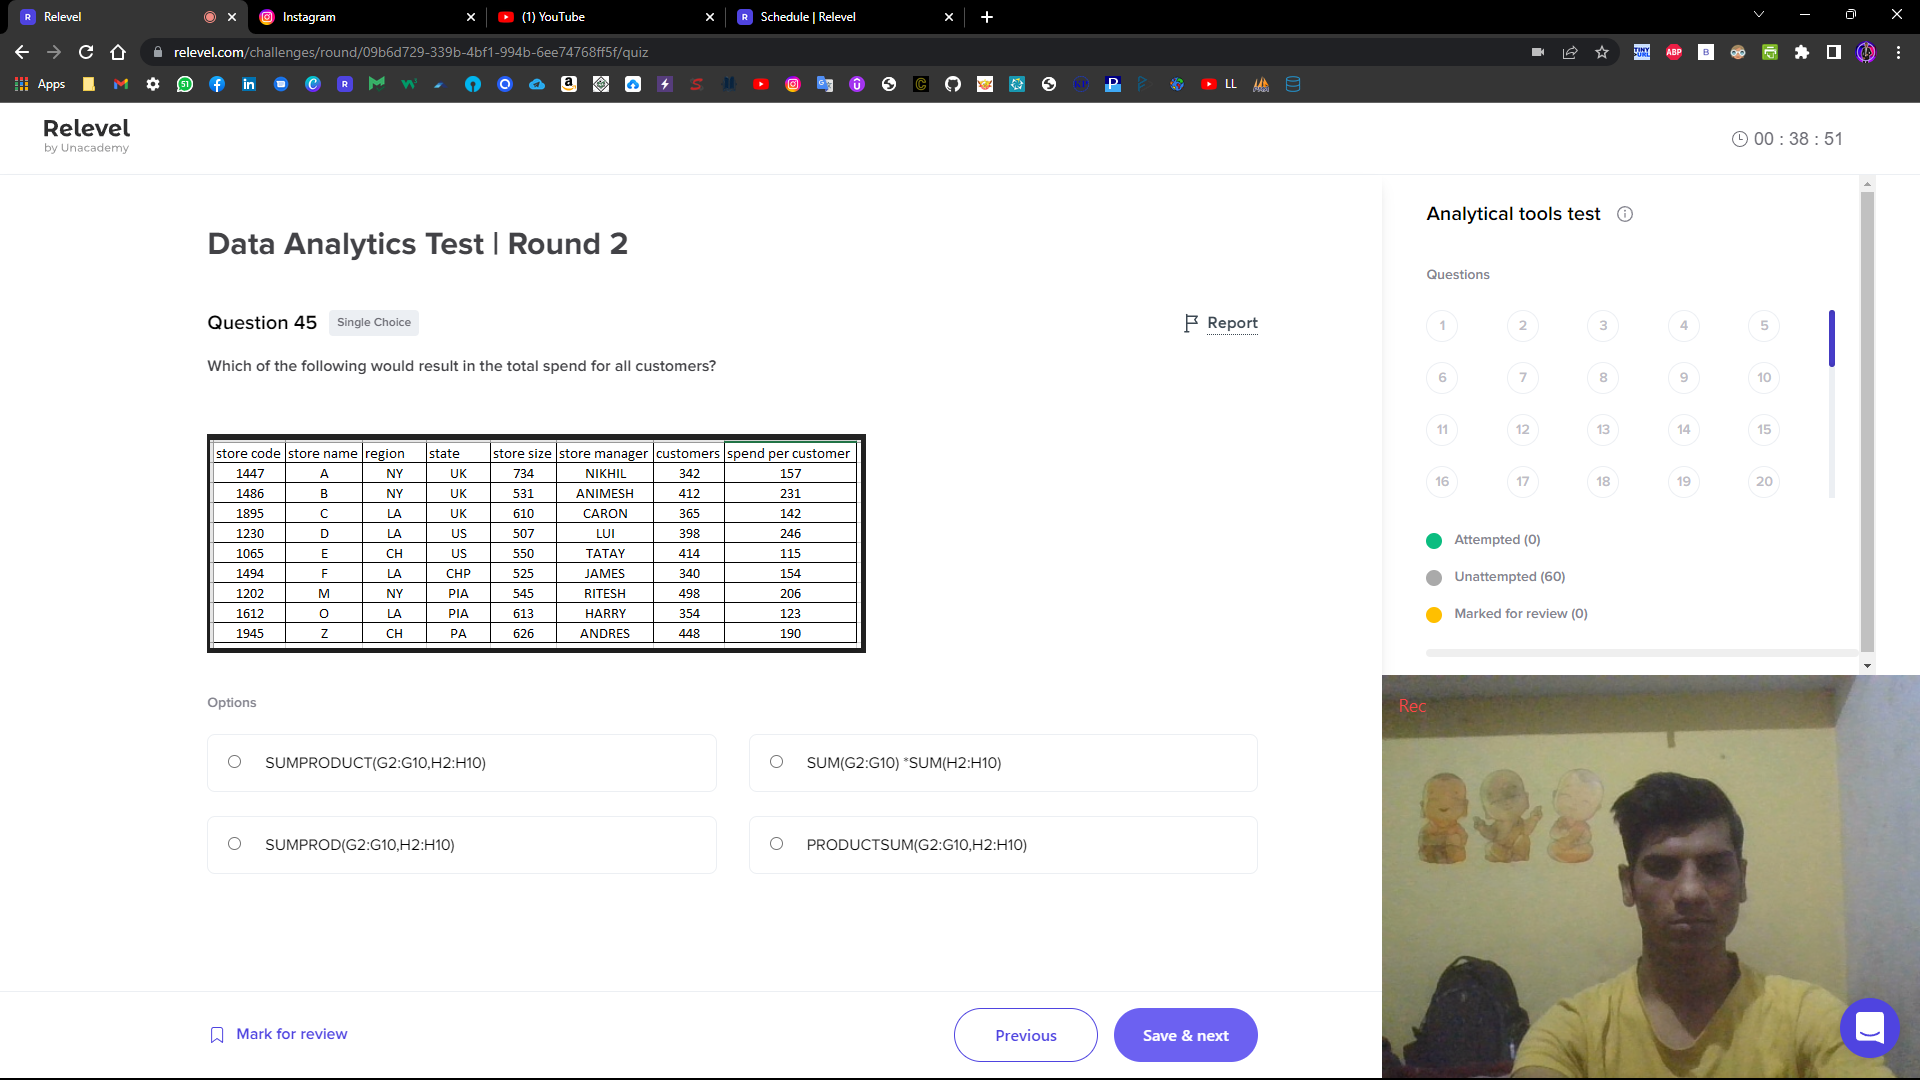 Relevel
Instagram
(1) YouTube
Schedule | Relevel
relevel.com/challenges/round/09b6d729-339b-4bf1-994b-6ee74768ff5f/quiz
Apps
LL
Relevel
by Unacademy
00 : 38 : 51
Data Analytics Test | Round 2
Question 45 Single Choice
Report
Which of the following would result in the total spend for all customers?
store code store name region state store size store manager customers spend per customer
1447 A NY UK 734 NIKHIL 342 157
1486 B NY UK 531 ANIMESH 412 231
1895 C LA UK 610 CARON 365 142
1230 D LA US 507 LUI 398 246
1065 E CH US 550 TATAY 414 115
1494 F LA CHP 525 JAMES 340 154
1202 M NY PIA 545 RITESH 498 206
1612 O LA PIA 613 HARRY 354 123
1945 Z CH PA 626 ANDRES 448 190
Options
SUMPRODUCT(G2:G10,H2:H10)
SUM(G2:G10) *SUM(H2:H10)
SUMPROD(G2:G10,H2:H10)
PRODUCTSUM(G2:G10,H2:H10)
Mark for review
Previous
Save & next
Analytical tools test
Questions
1 2 3 4 5
6 7 8 9 10
11 12 13 14 15
16 17 18 19 20
Attempted (0)
Unattempted (60)
Marked for review (0)
Rec